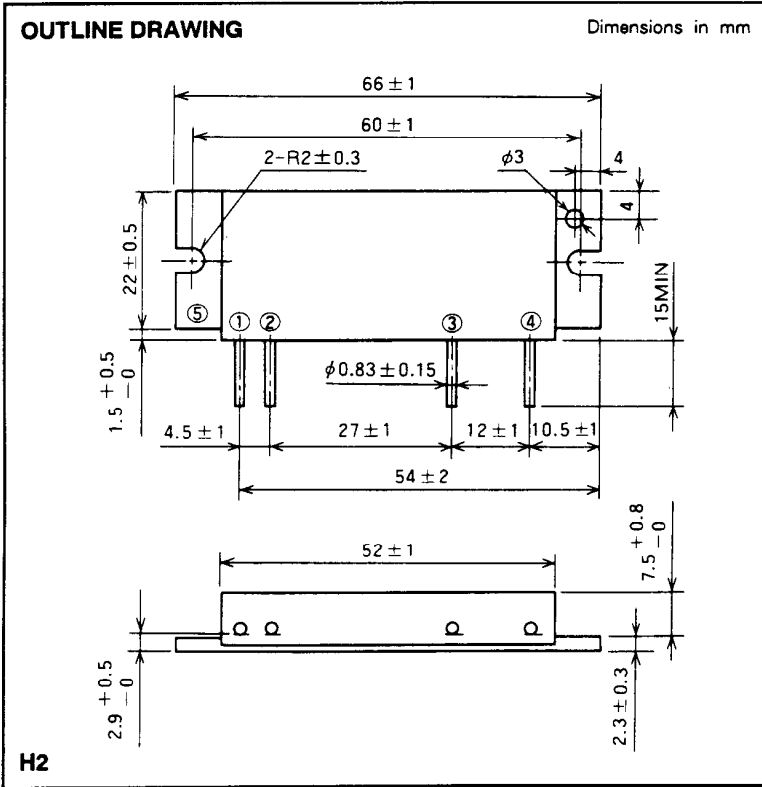 OUTLINE DRAWING
Dimensions in mm
66±1
60±1
2-R2±0.3
φ3
4
4
22±0.5
15MIN
⑤
①
②
③
④
φ0.83±0.15
1.5 +0.5 −0
4.5±1
27±1
12±1
10.5±1
54±2
52±1
7.5 +0.8 −0
2.9 +0.5 −0
2.3±0.3
H2